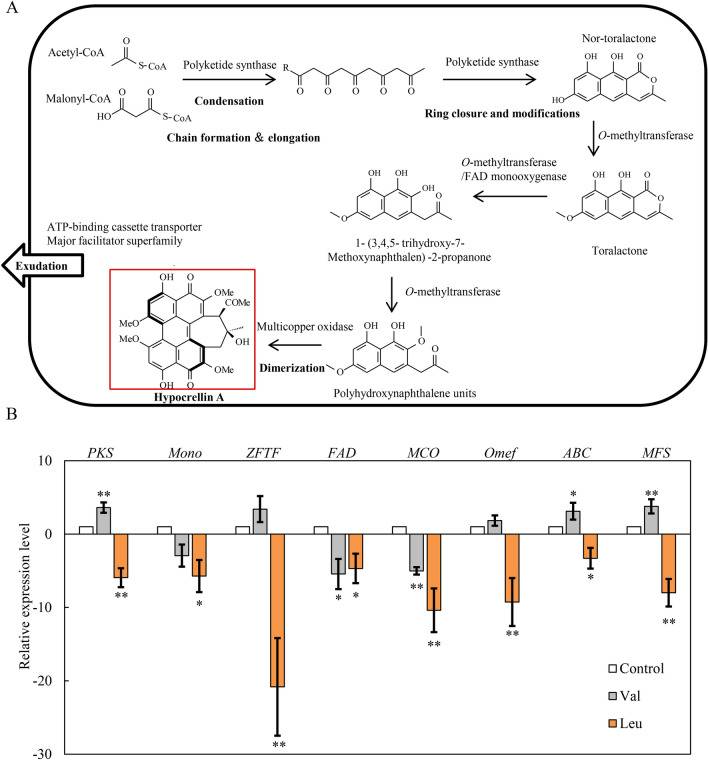 A
Acetyl-CoA
O
S-CoA
Malonyl-CoA
O O
HO S-CoA
Polyketide synthase
Condensation
Chain formation & elongation
R
O O O O O
Polyketide synthase
Ring closure and modifications
Nor-toralactone
OH OH O
O
HO
O-methyltransferase
OH OH O
O
O
Toralactone
O-methyltransferase
/FAD monooxygenase
OH OH
OH
O
O
1- (3,4,5- trihydroxy-7-
Methoxynaphthalen) -2-propanone
O-methyltransferase
OH OH O
O
O
Polyhydroxynaphthalene units
Multicopper oxidase
Dimerization
ATP-binding cassette transporter
Major facilitator superfamily
Exudation
OH O
OMe
COMe
MeO
MeO
OH
OMe
OH O
Hypocrellin A
B
PKS Mono ZFTF FAD MCO Omef ABC MFS
Relative expression level
10
0
-10
-20
-30
** ** * ** * * ** ** ** * * ** **
Control
Val
Leu